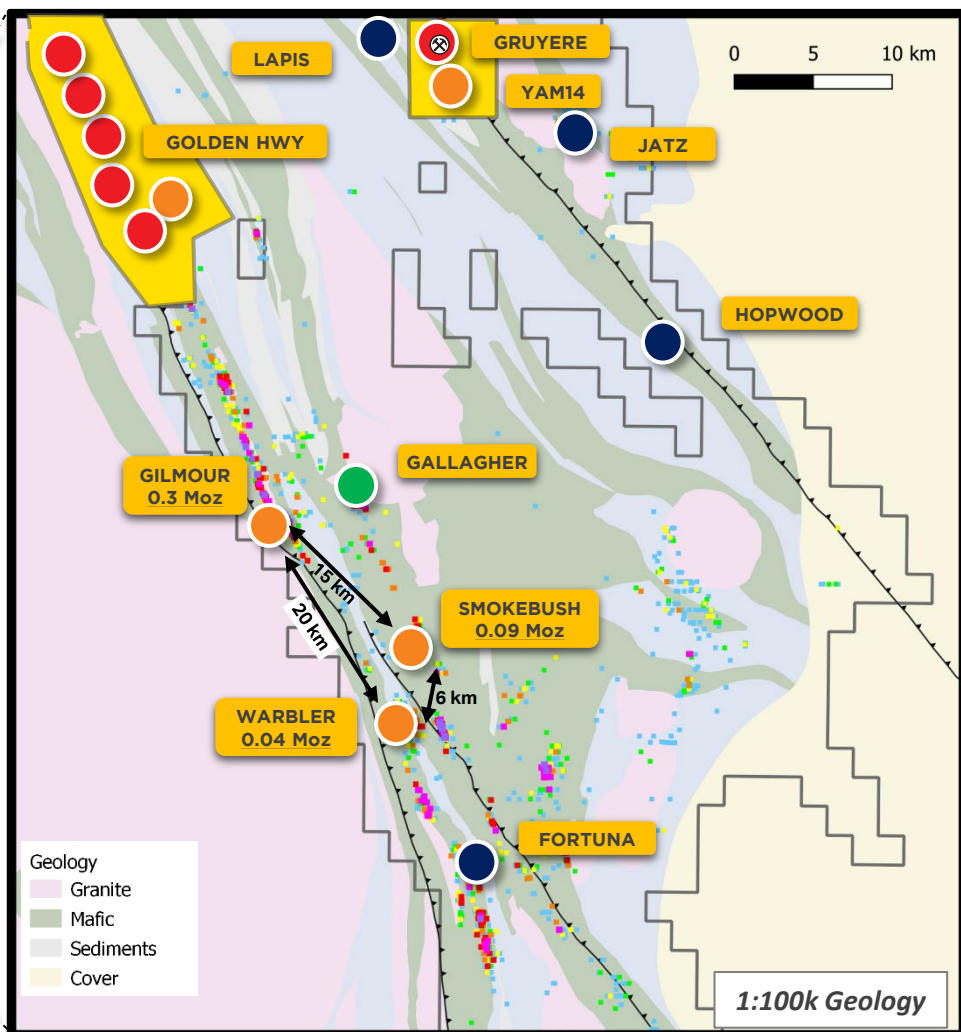 LAPIS
GRUYERE
0 5 10 km
YAM14
GOLDEN HWY
JATZ
HOPWOOD
GALLAGHER
GILMOUR
0.3 Moz
15 km
20 km
SMOKEBUSH
0.09 Moz
6 km
WARBLER
0.04 Moz
FORTUNA
Geology
Granite
Mafic
Sediments
Cover
1:100k Geology